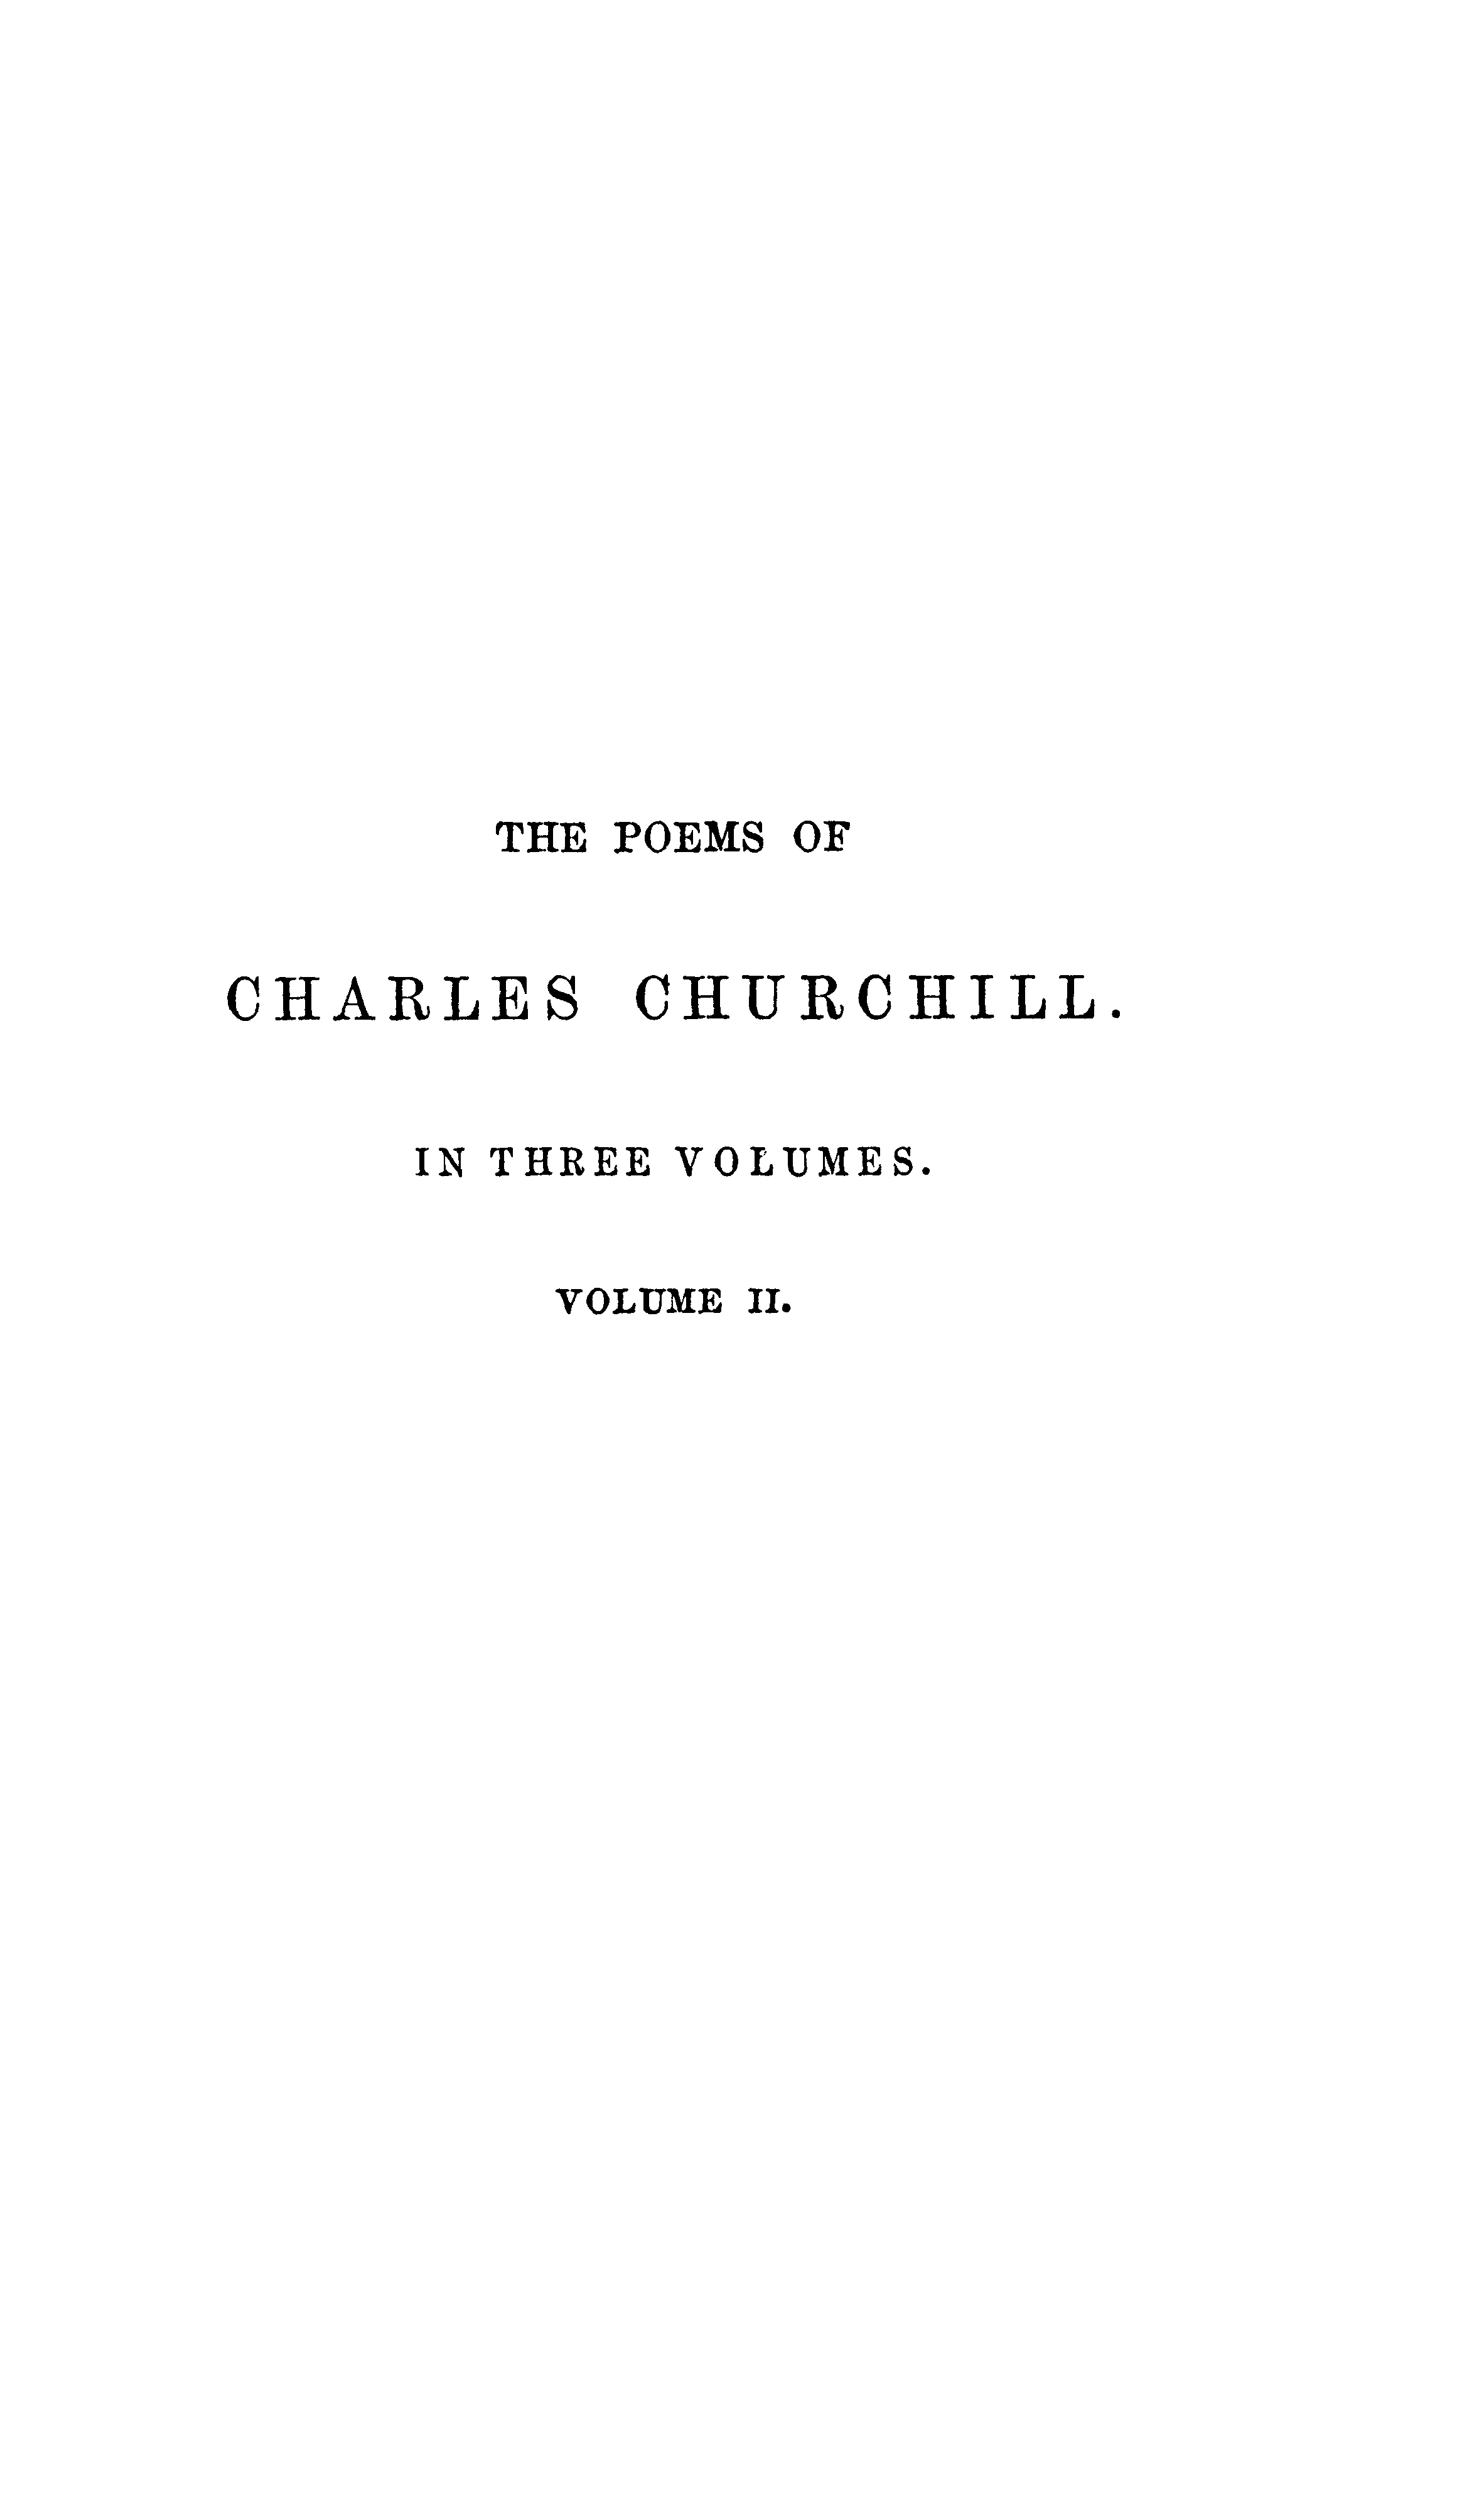 THE POEMS OF
CHARLES CHURCHILL.
IN THREE VOLUMES.
VOLUME II.